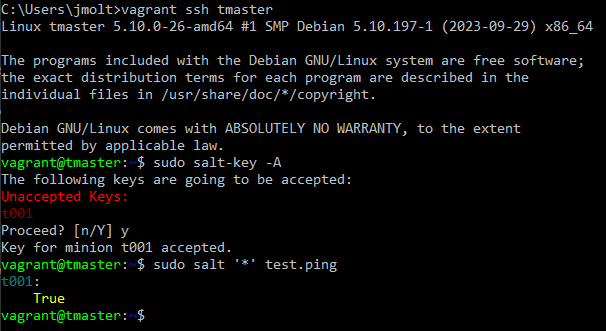 C:\Users\jmolt>vagrant ssh tmaster
Linux tmaster 5.10.0-26-amd64 #1 SMP Debian 5.10.197-1 (2023-09-29) x86_64
The programs included with the Debian GNU/Linux system are free software;
the exact distribution terms for each program are described in the
individual files in /usr/share/doc/*/copyright.
Debian GNU/Linux comes with ABSOLUTELY NO WARRANTY, to the extent
permitted by applicable law.
vagrant@tmaster:~$ sudo salt-key -A
The following keys are going to be accepted:
Unaccepted Keys:
t001
Proceed? [n/Y] y
Key for minion t001 accepted.
vagrant@tmaster:~$ sudo salt '*' test.ping
t001:
True
vagrant@tmaster:~$